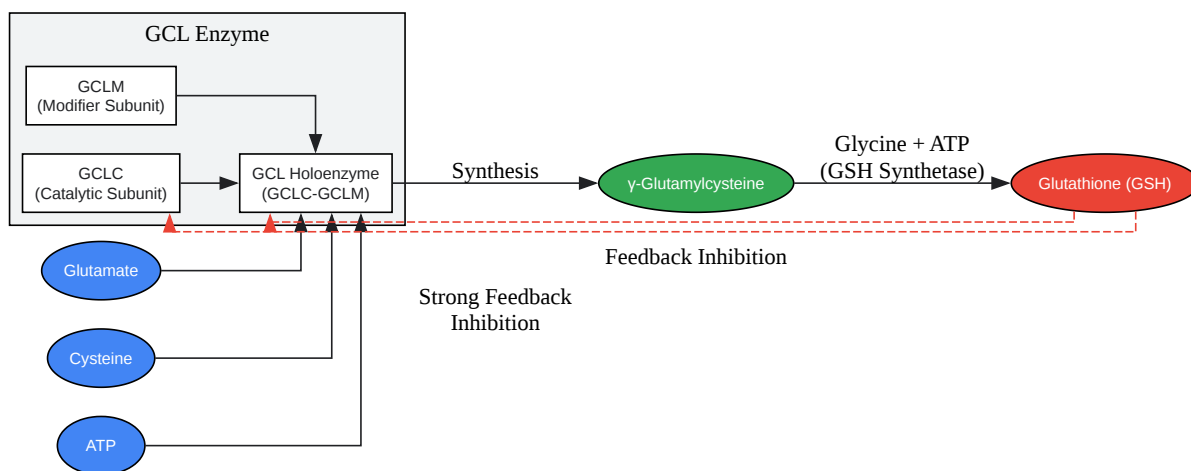 GCL Enzyme
GCLM
(Modifier Subunit)
GCLC
(Catalytic Subunit)
GCL Holoenzyme
(GCLC-GCLM)
Synthesis
γ-Glutamylcysteine
Glycine + ATP
(GSH Synthetase)
Glutathione (GSH)
Feedback Inhibition
Strong Feedback
Inhibition
Glutamate
Cysteine
ATP